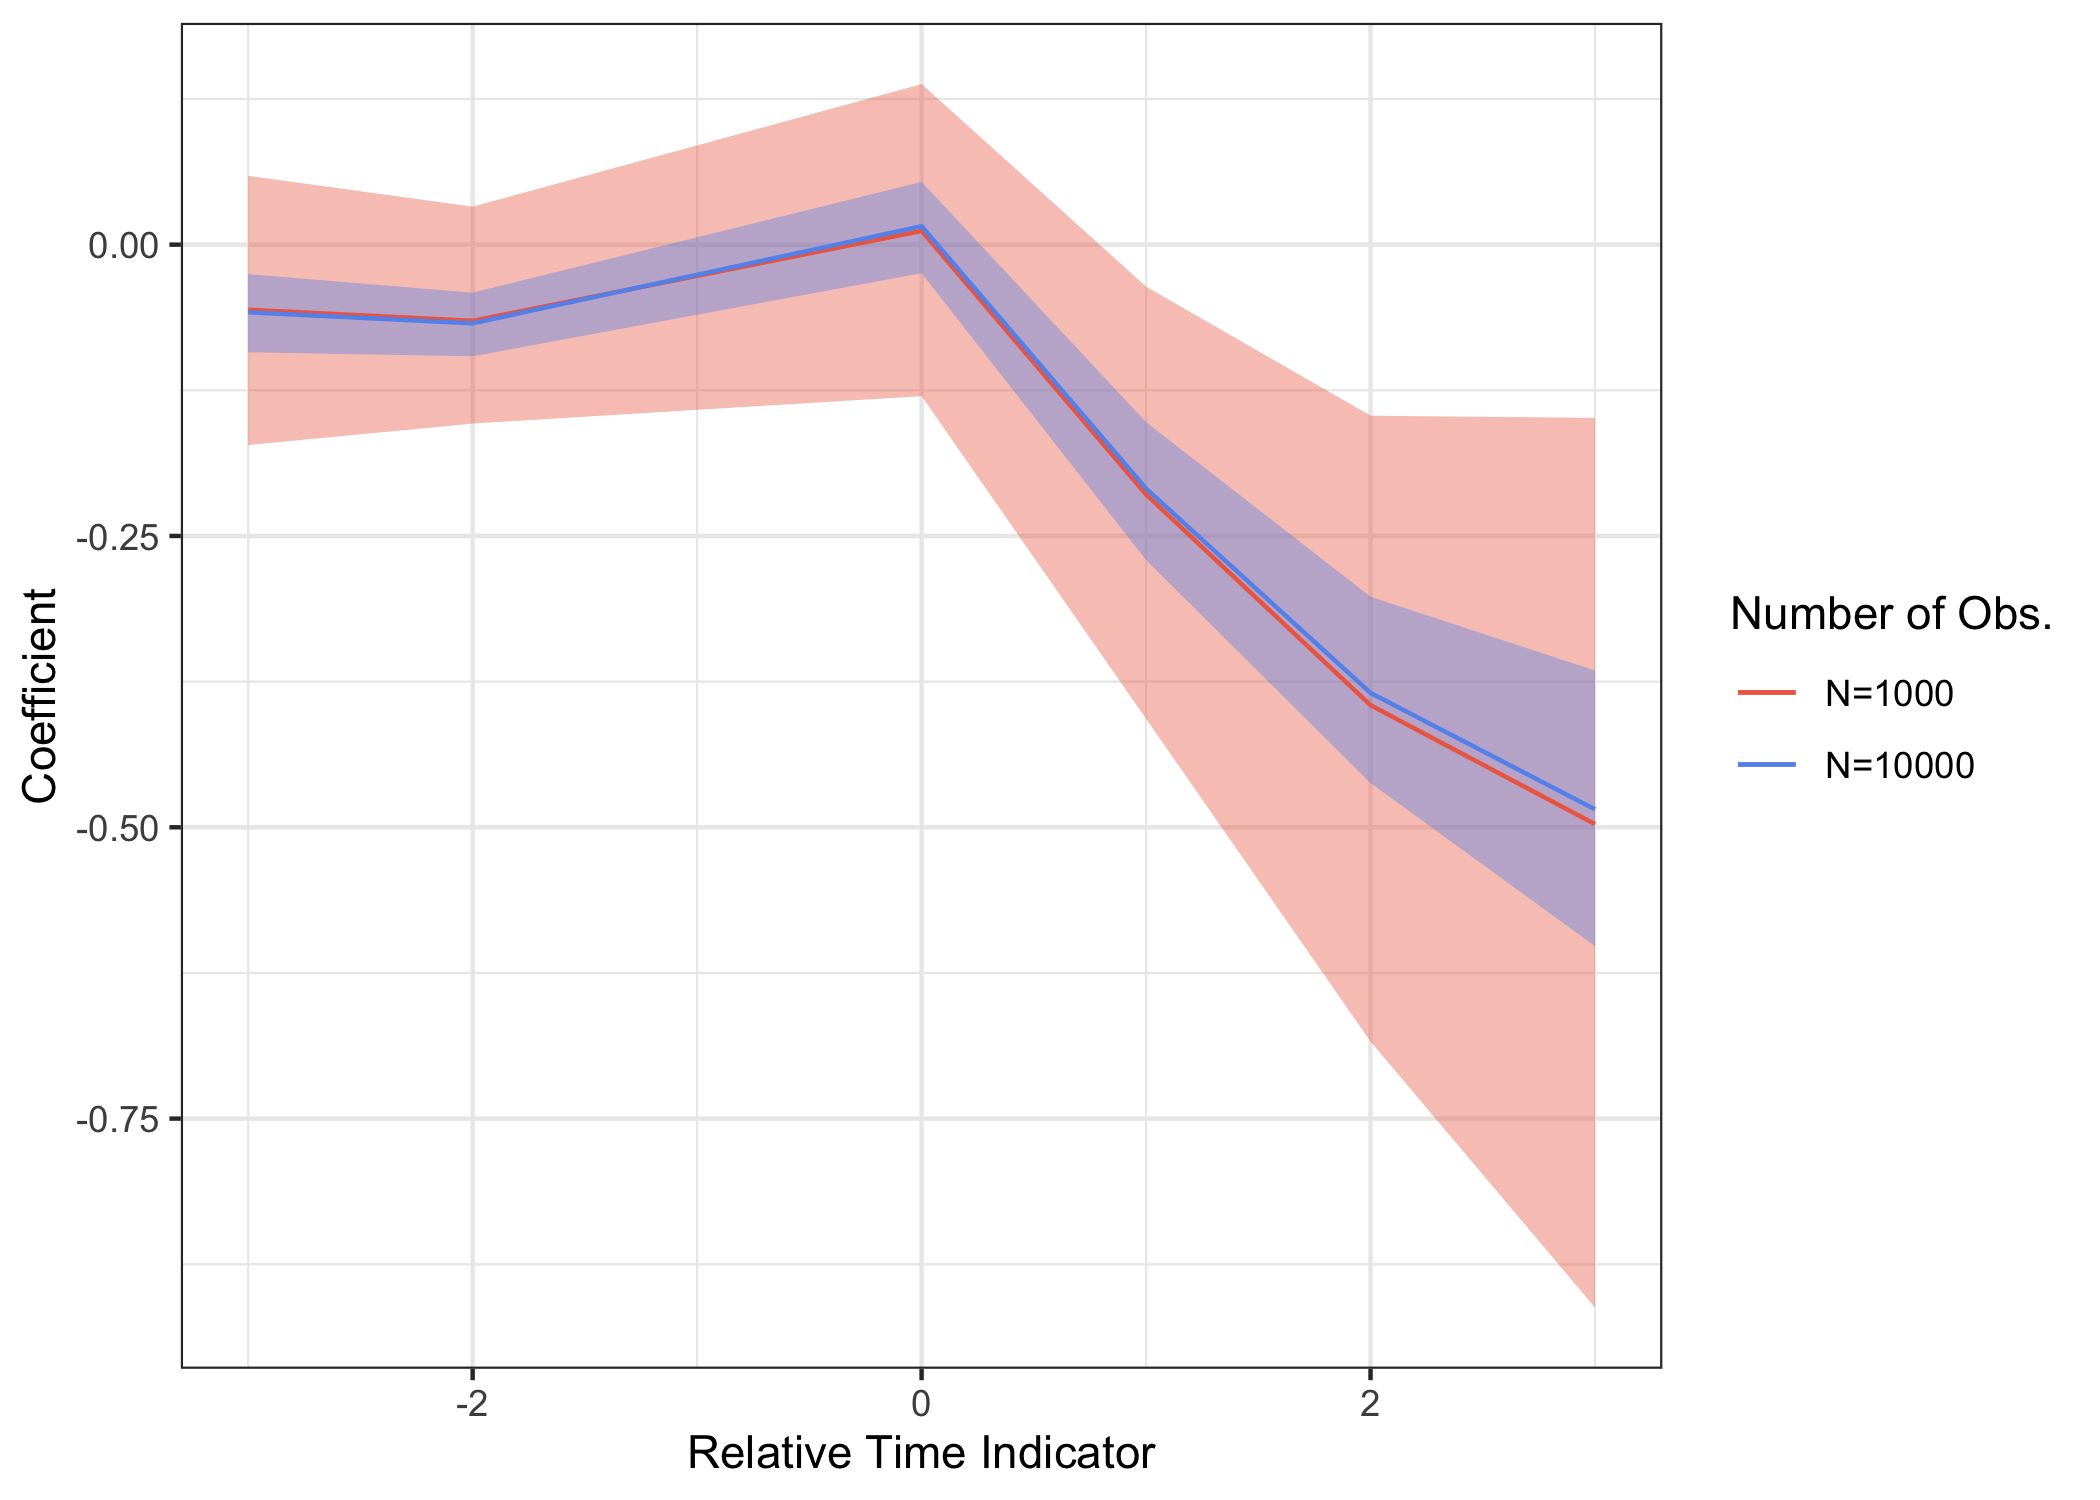 0.00
-0.25
-0.50
-0.75
Coefficient
-2
0
2
Relative Time Indicator
Number of Obs.
N=1000
N=10000